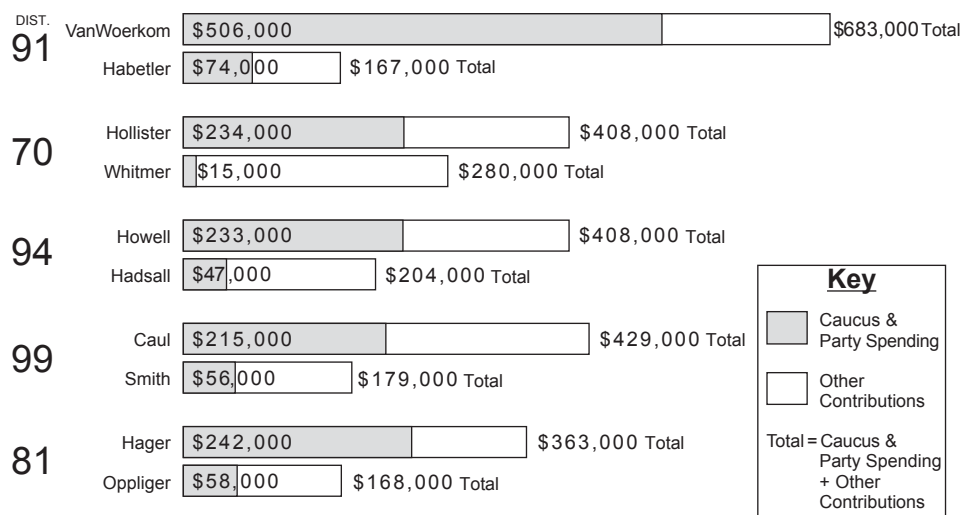 DIST.
91
VanWoerkom $506,000 $683,000 Total
Habetler $74,000 $167,000 Total
70
Hollister $234,000 $408,000 Total
Whitmer $15,000 $280,000 Total
94
Howell $233,000 $408,000 Total
Hadsall $47,000 $204,000 Total
99
Caul $215,000 $429,000 Total
Smith $56,000 $179,000 Total
81
Hager $242,000 $363,000 Total
Oppliger $58,000 $168,000 Total
Key
Caucus &
Party Spending
Other
Contributions
Total = Caucus &
Party Spending
+ Other
Contributions